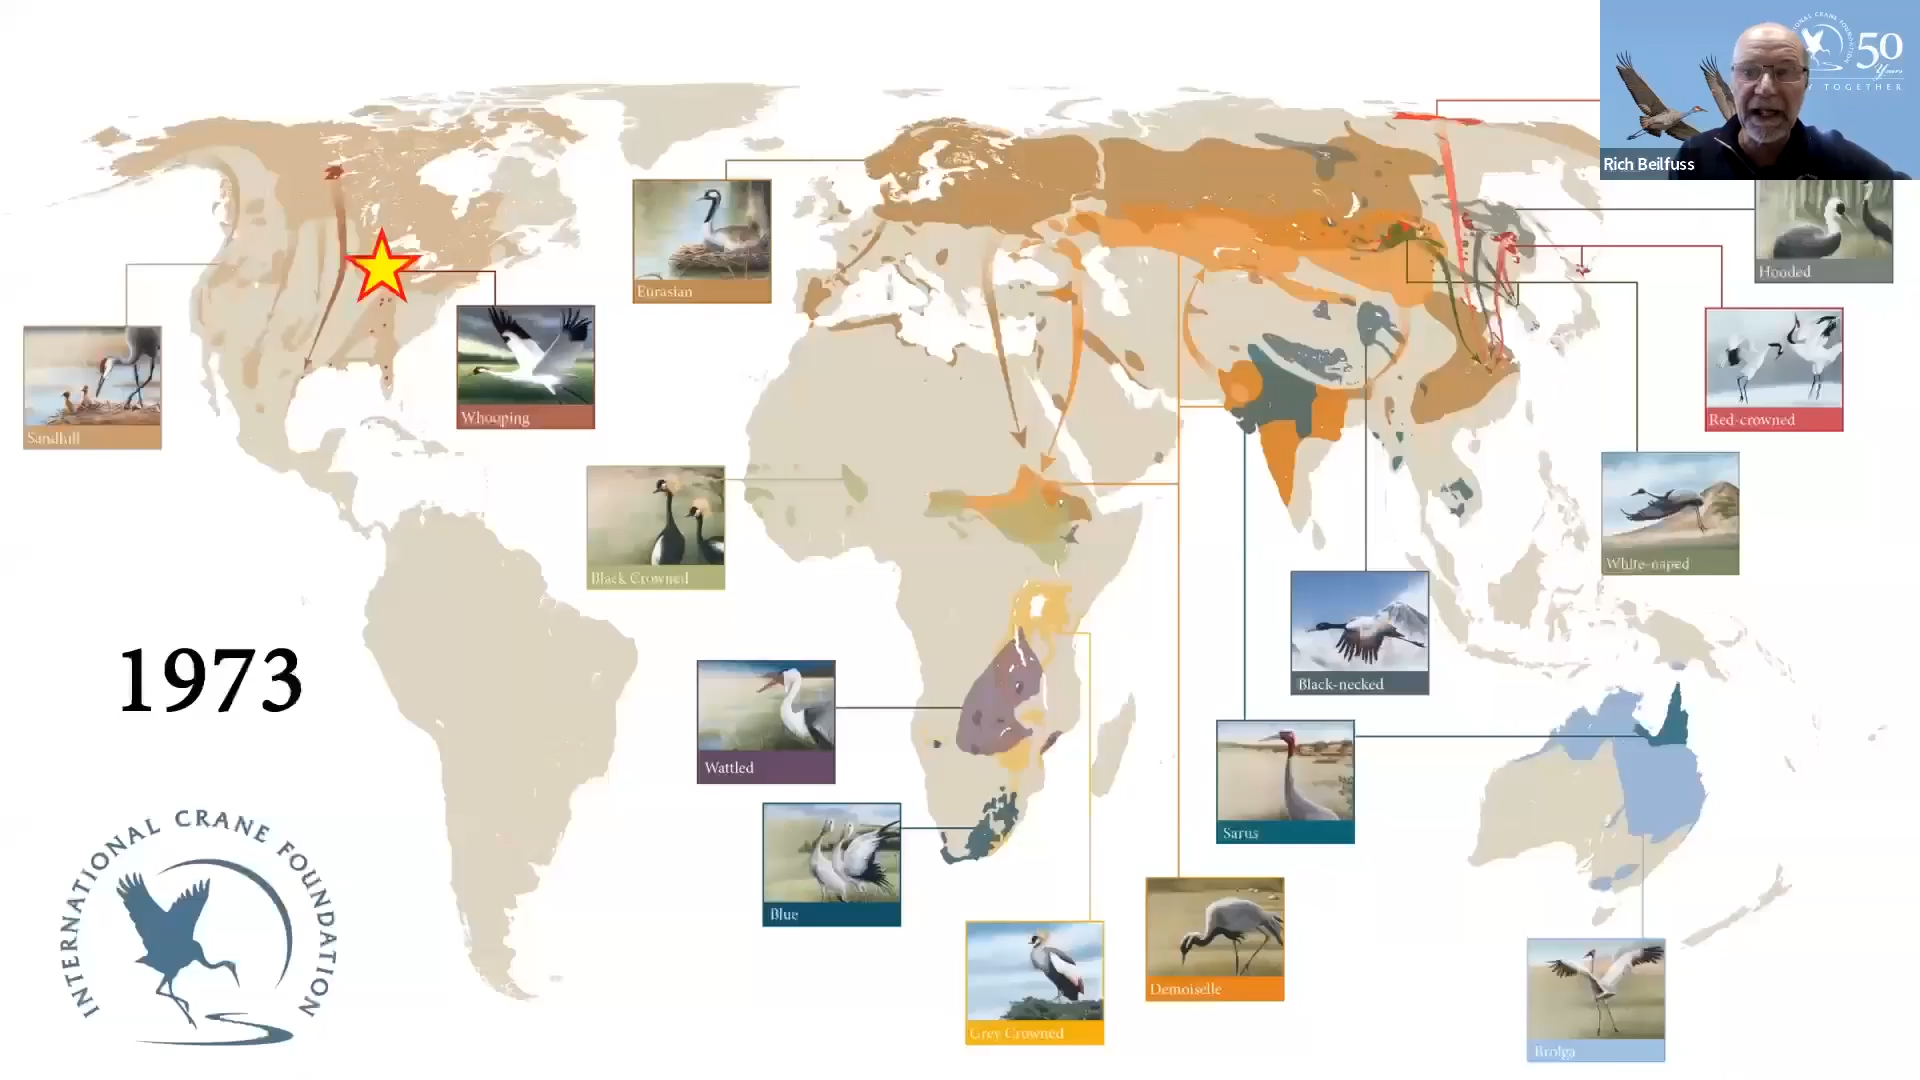 50
Years
TOGETHER
Rich Beilfuss
Hooded
Eurasian
Sandhill
Whooping
Red-crowned
Black Crowned
White-naped
1973
Black-necked
Wattled
Sarus
Blue
Demoiselle
Grey Crowned
Brolga
INTERNATIONAL CRANE FOUNDATION